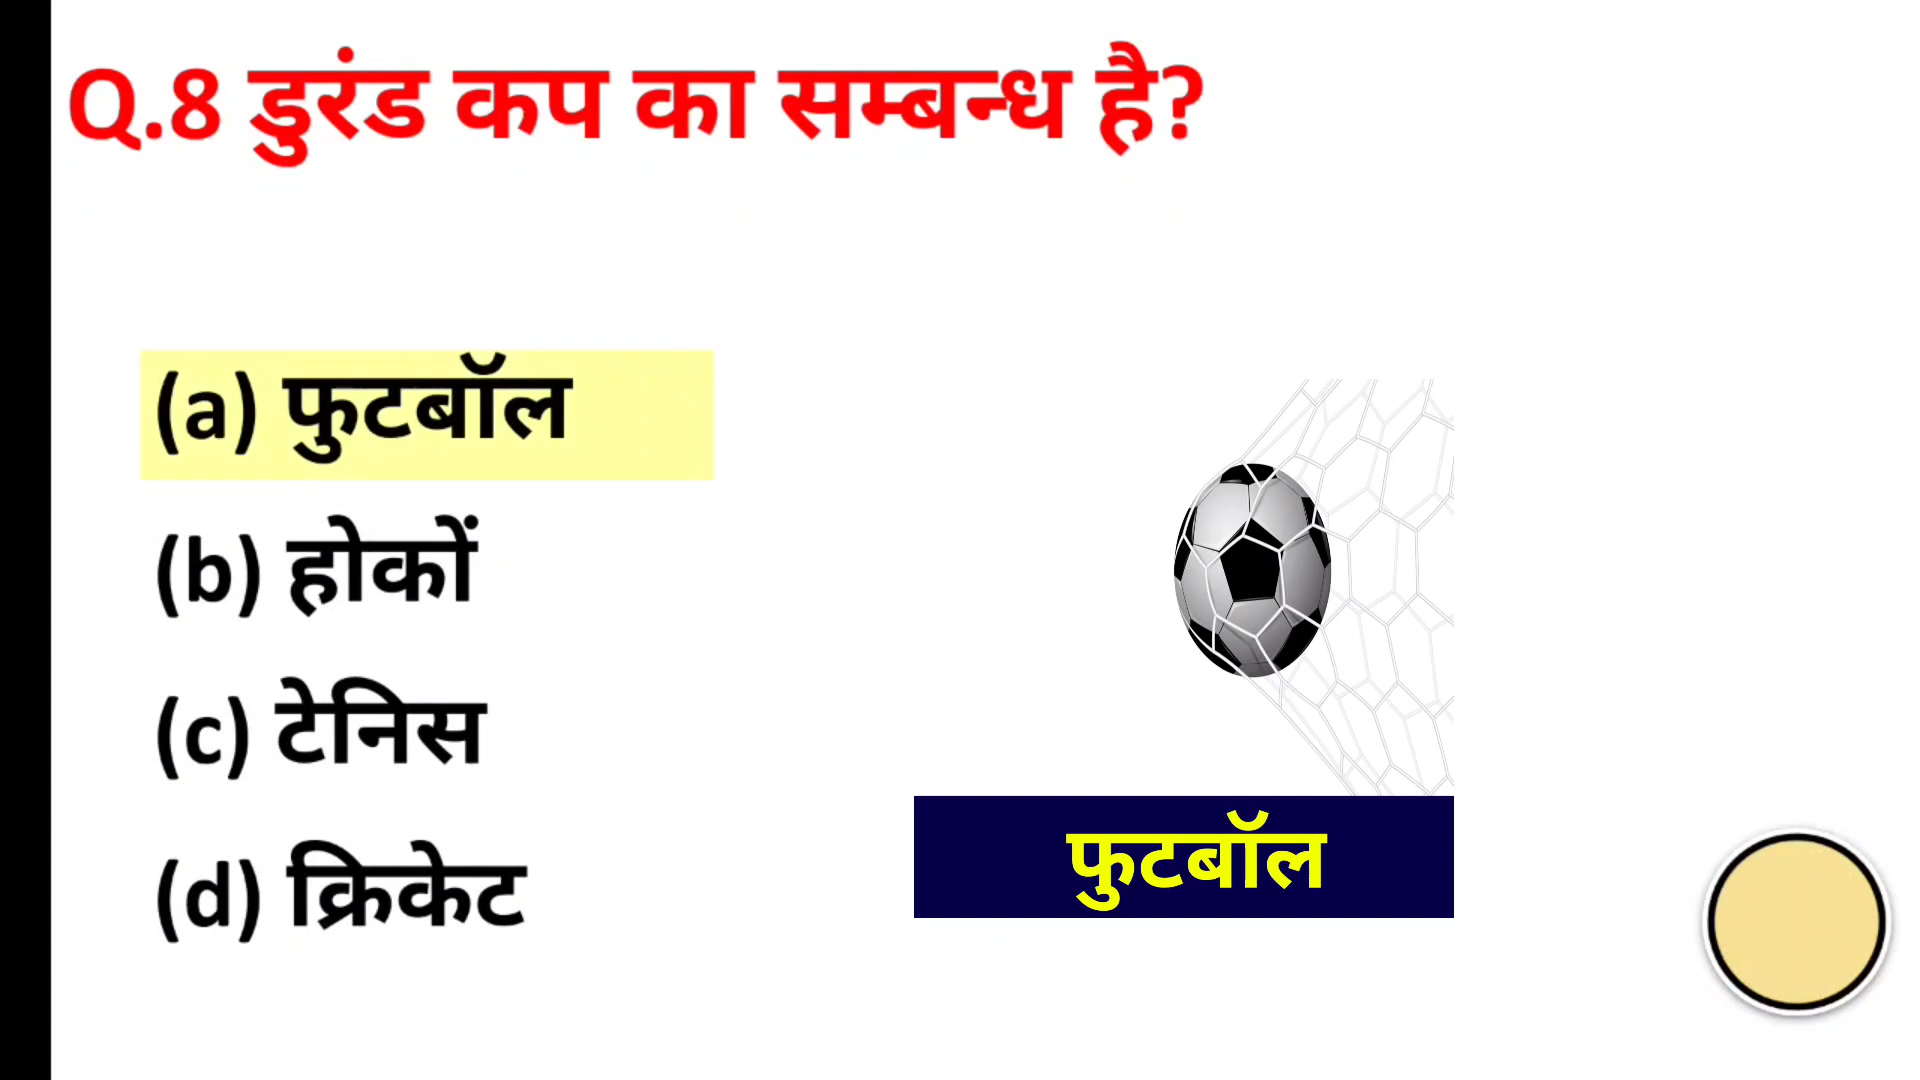 Q.8 डुरंड कप का सम्बन्ध है?
(a) फुटबॉल
(b) होकों
(c) टेनिस
(d) क्रिकेट
फुटबॉल